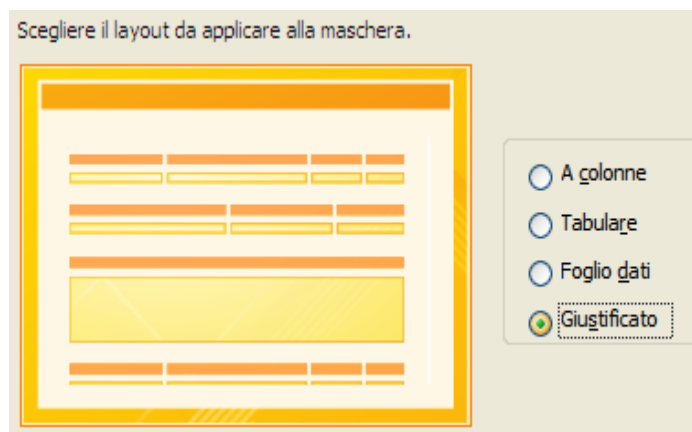 Scegliere il layout da applicare alla maschera.
A colonne
Tabulare
Foglio dati
Giustificato